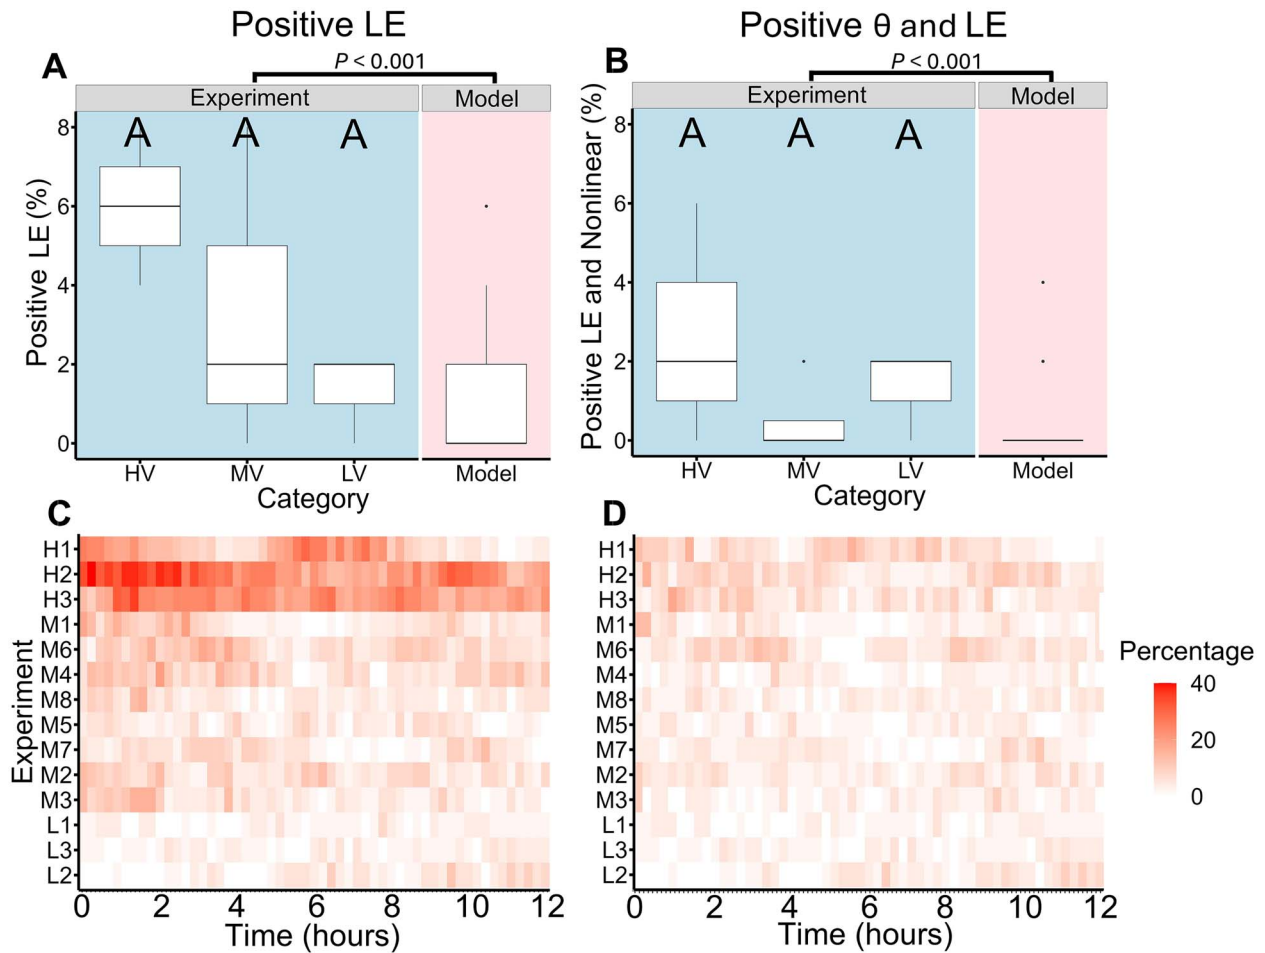 Positive LE
Positive θ and LE
A
P < 0.001
B
P < 0.001
Experiment
Model
Experiment
Model
A
A
A
A
A
A
Positive LE (%)
8
6
4
2
0
HV
MV
LV
Model
Category
Positive LE and Nonlinear (%)
8
6
4
2
0
HV
MV
LV
Model
Category
C
Experiment
H1
H2
H3
M1
M6
M4
M8
M5
M7
M2
M3
L1
L3
L2
0 2 4 6 8 10 12
Time (hours)
D
H1
H2
H3
M1
M6
M4
M8
M5
M7
M2
M3
L1
L3
L2
0 2 4 6 8 10 12
Time (hours)
Percentage
40
20
0